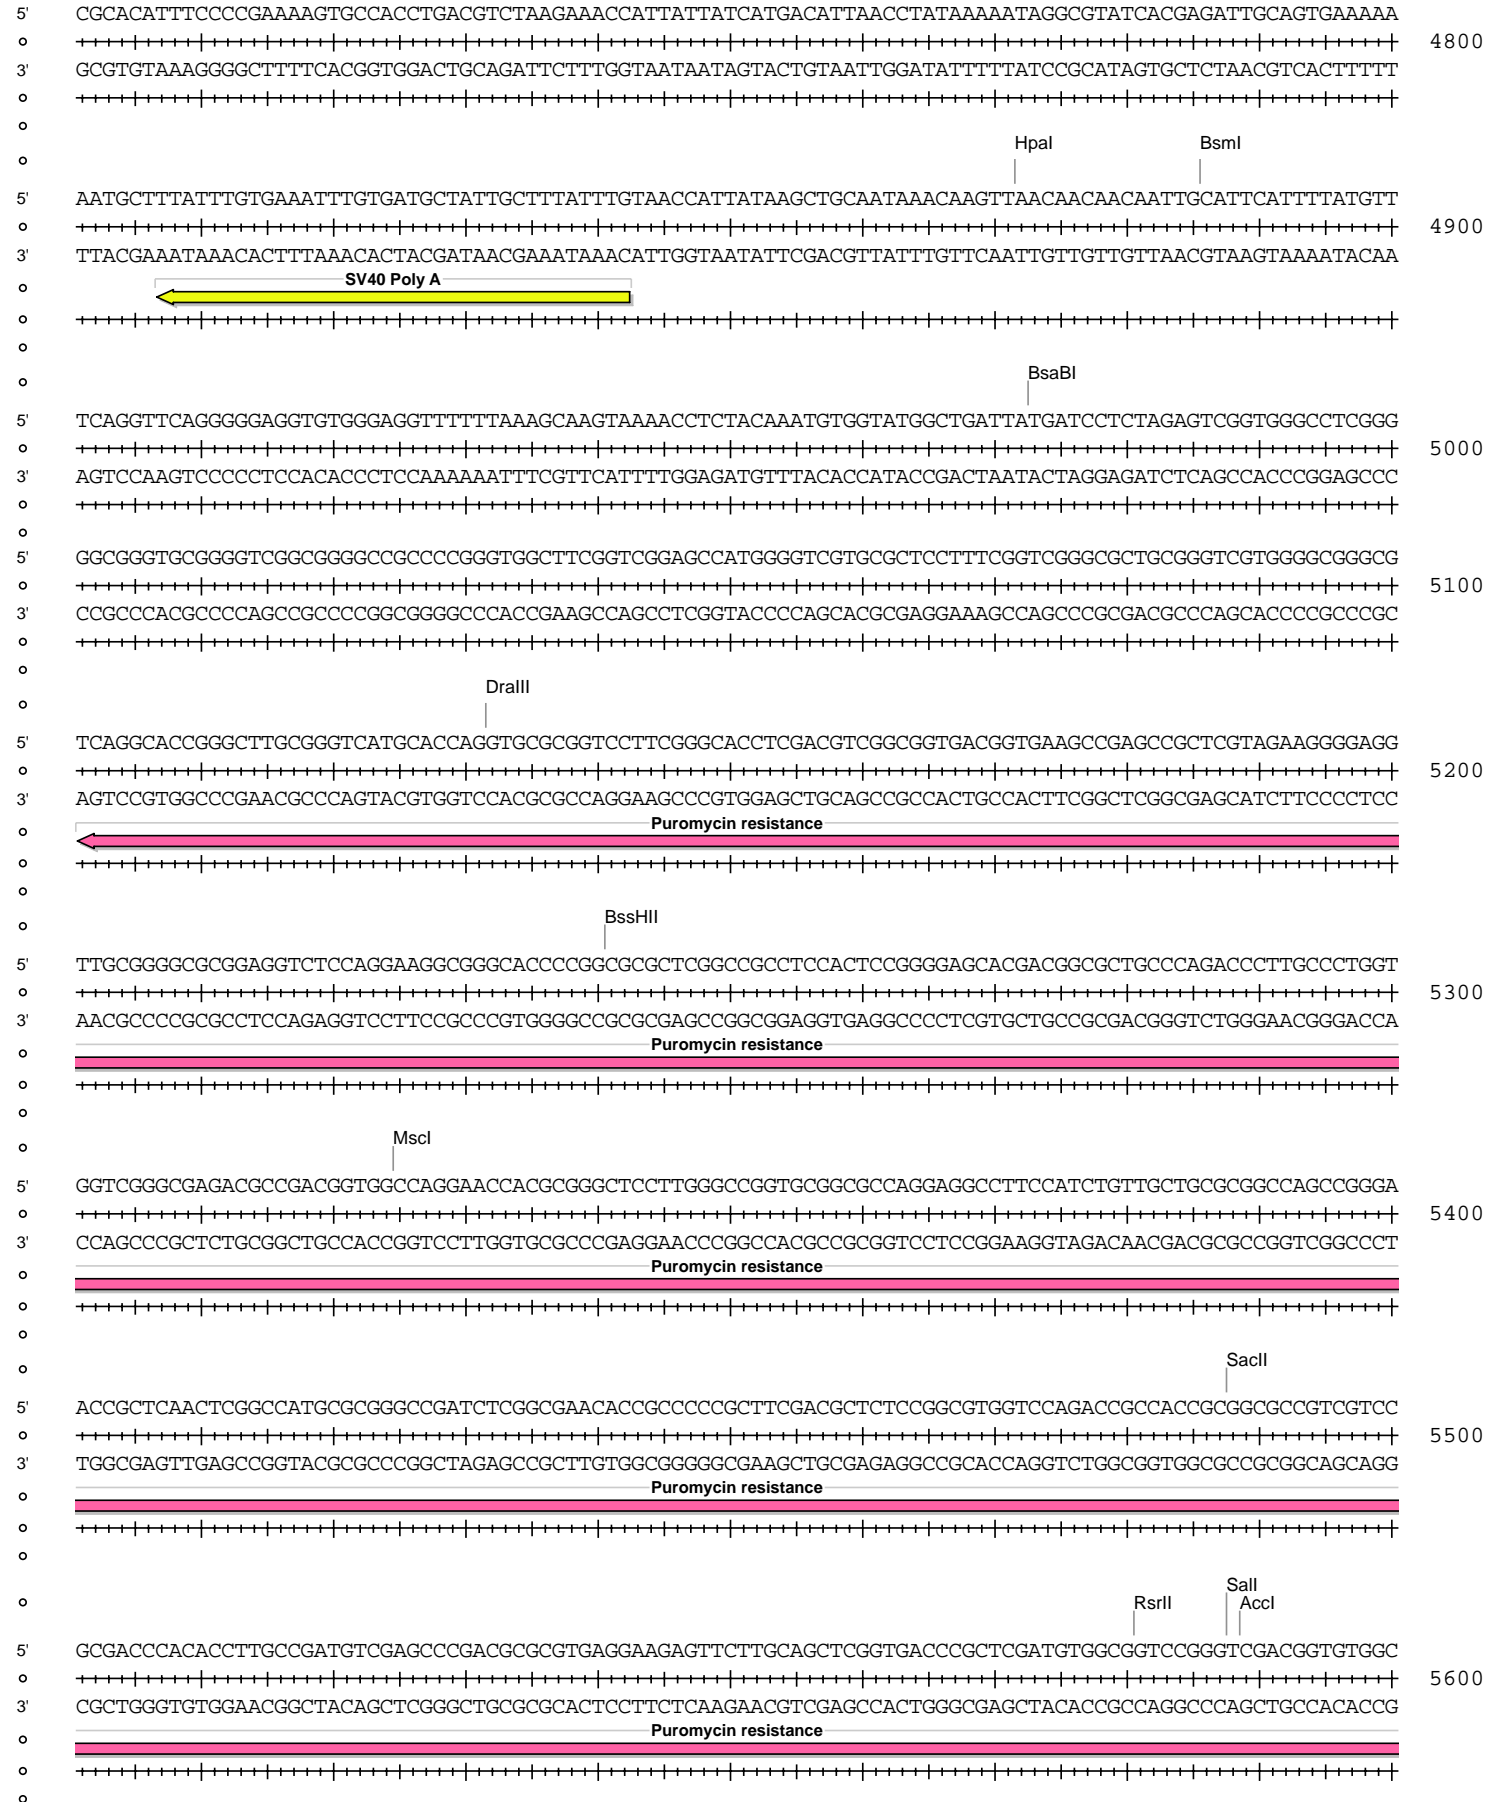 5' CGCACATTTCCCCGAAAAGTGCCACCTGACGTCTAAGAAACCATTATTATCATGACATTAACCTATAAAAATAGGCGTATCACGAGATTGCAGTGAAAAA
4800
3' GCGTGTAAAGGGGCTTTTCACGGTGGACTGCAGATTCTTTGGTAATAATAGTACTGTAATTGGATATTTTTATCCGCATAGTGCTCTAACGTCACTTTTT
HpaI BsmI
5' AATGCTTTATTTGTGAAATTTGTGATGCTATTGCTTTATTTGTAACCATTATAAGCTGCAATAAACAAGTTAACAACAACAATTGCATTCATTTTATGTT
4900
3' TTACGAAATAAACACTTTAAACACTACGATAACGAAATAAACATTGGTAATATTCGACGTTATTTGTTCAATTGTTGTTGTTAACGTAAGTAAAATACAA
SV40 Poly A
BsaBI
5' TCAGGTTCAGGGGGAGGTGTGGGAGGTTTTTTAAAGCAAGTAAAACCTCTACAAATGTGGTATGGCTGATTATGATCCTCTAGAGTCGGTGGGCCTCGGG
5000
3' AGTCCAAGTCCCCCTCCACACCCTCCAAAAAATTTCGTTCATTTTGGAGATGTTTACACCATACCGACTAATACTAGGAGATCTCAGCCACCCGGAGCCC
5' GGCGGGTGCGGGGTCGGCGGGGCCGCCCCGGGTGGCTTCGGTCGGAGCCATGGGGTCGTGCGCTCCTTTCGGTCGGGCGCTGCGGGTCGTGGGGCGGGCG
5100
3' CCGCCCACGCCCCAGCCGCCCCGGCGGGGCCCACCGAAGCCAGCCTCGGTACCCCAGCACGCGAGGAAAGCCAGCCCGCGACGCCCAGCACCCCGCCCGC
DraIII
5' TCAGGCACCGGGCTTGCGGGTCATGCACCAGGTGCGCGGTCCTTCGGGCACCTCGACGTCGGCGGTGACGGTGAAGCCGAGCCGCTCGTAGAAGGGGAGG
5200
3' AGTCCGTGGCCCGAACGCCCAGTACGTGGTCCACGCGCCAGGAAGCCCGTGGAGCTGCAGCCGCCACTGCCACTTCGGCTCGGCGAGCATCTTCCCCTCC
Puromycin resistance
BssHII
5' TTGCGGGGCGCGGAGGTCTCCAGGAAGGCGGGCACCCCGGCGCGCTCGGCCGCCTCCACTCCGGGGAGCACGACGGCGCTGCCCAGACCCTTGCCCTGGT
5300
3' AACGCCCCGCGCCTCCAGAGGTCCTTCCGCCCGTGGGGCCGCGCGAGCCGGCGGAGGTGAGGCCCCTCGTGCTGCCGCGACGGGTCTGGGAACGGGACCA
Puromycin resistance
MscI
5' GGTCGGGCGAGACGCCGACGGTGGCCAGGAACCACGCGGGCTCCTTGGGCCGGTGCGGCGCCAGGAGGCCTTCCATCTGTTGCTGCGCGGCCAGCCGGGA
5400
3' CCAGCCCGCTCTGCGGCTGCCACCGGTCCTTGGTGCGCCCGAGGAACCCGGCCACGCCGCGGTCCTCCGGAAGGTAGACAACGACGCGCCGGTCGGCCCT
Puromycin resistance
SacII
5' ACCGCTCAACTCGGCCATGCGCGGGCCGATCTCGGCGAACACCGCCCCCGCTTCGACGCTCTCCGGCGTGGTCCAGACCGCCACCGCGGCGCCGTCGTCC
5500
3' TGGCGAGTTGAGCCGGTACGCGCCCGGCTAGAGCCGCTTGTGGCGGGGGCGAAGCTGCGAGAGGCCGCACCAGGTCTGGCGGTGGCGCCGCGGCAGCAGG
Puromycin resistance
SalI
RsrII AccI
5' GCGACCCACACCTTGCCGATGTCGAGCCCGACGCGCGTGAGGAAGAGTTCTTGCAGCTCGGTGACCCGCTCGATGTGGCGGTCCGGGTCGACGGTGTGGC
5600
3' CGCTGGGTGTGGAACGGCTACAGCTCGGGCTGCGCGCACTCCTTCTCAAGAACGTCGAGCCACTGGGCGAGCTACACCGCCAGGCCCAGCTGCCACACCG
Puromycin resistance